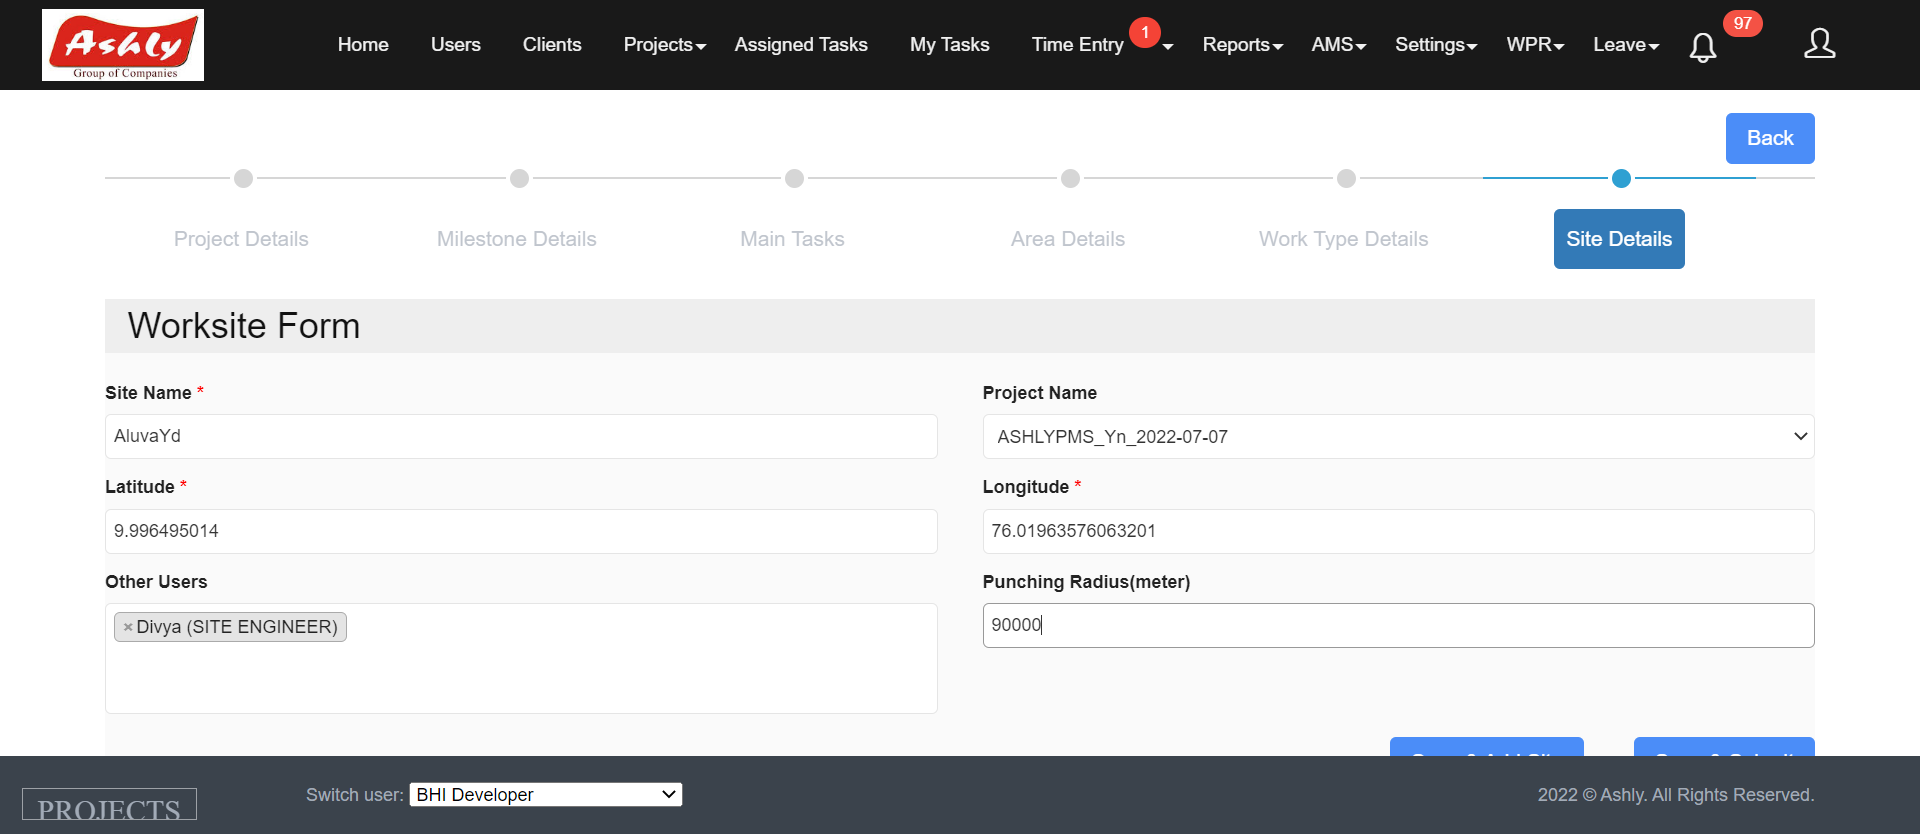 Ashly
Group of Companies
Home Users Clients Projects Assigned Tasks My Tasks Time Entry 1 Reports AMS Settings WPR Leave 97
Back
Project Details Milestone Details Main Tasks Area Details Work Type Details Site Details
Worksite Form
Site Name * Project Name
AluvaYd ASHLYPMS_Yn_2022-07-07
Latitude * Longitude *
9.996495014 76.01963576063201
Other Users Punching Radius(meter)
× Divya (SITE ENGINEER) 90000
PROJECTS Switch user: BHI Developer 2022 © Ashly. All Rights Reserved.